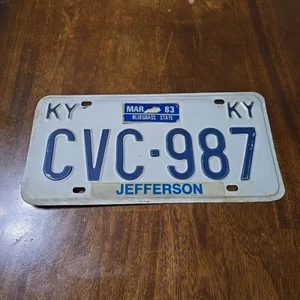 KY MAR 83 KY
BLUEGRASS STATE
CVC-987
JEFFERSON